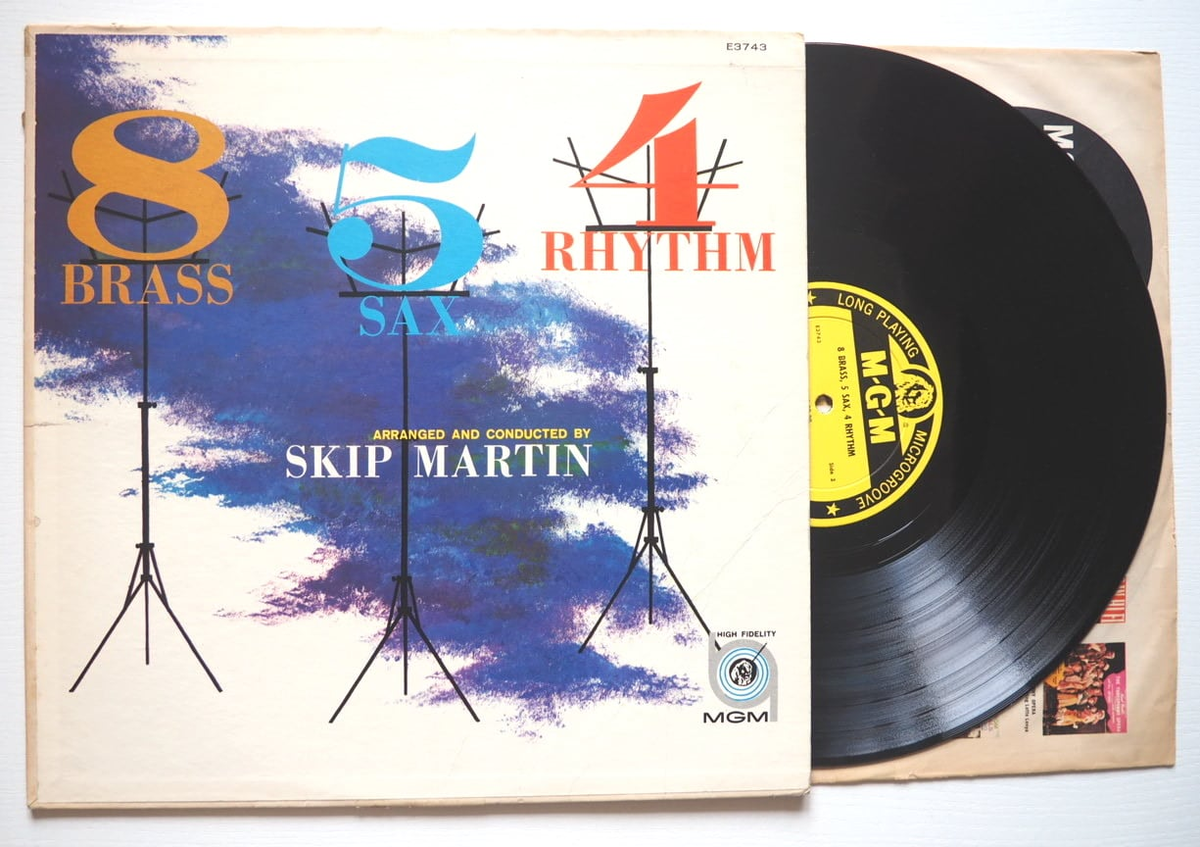 E3743
8
BRASS
5
SAX
4
RHYTHM
ARRANGED AND CONDUCTED BY
SKIP MARTIN
HIGH FIDELITY
MGM
LONG PLAYING
MICROGROOVE
M-G-M
8 BRASS, 5 SAX, 4 RHYTHM
E3743
Side 2